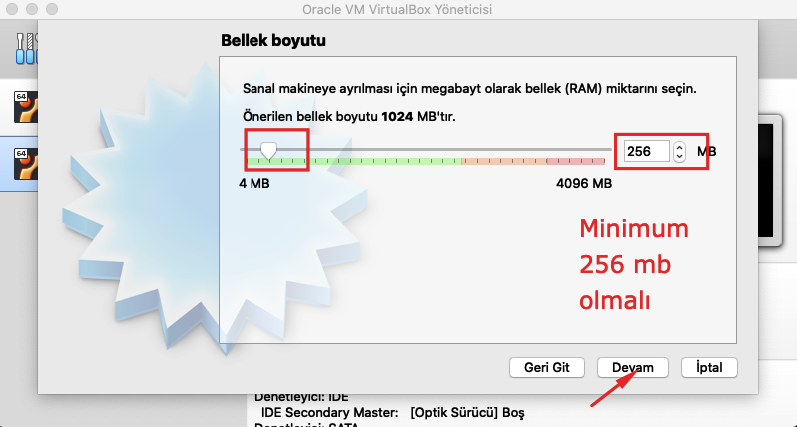 Oracle VM VirtualBox Yöneticisi
Bellek boyutu
64
64
Sanal makineye ayrılması için megabayt olarak bellek (RAM) miktarını seçin.
Önerilen bellek boyutu 1024 MB'tır.
256 MB
4 MB 4096 MB
Minimum
256 mb
olmalı
Geri Git Devam İptal
Denetleyici: IDE
IDE Secondary Master: [Optik Sürücü] Boş
Denetleyici: SATA